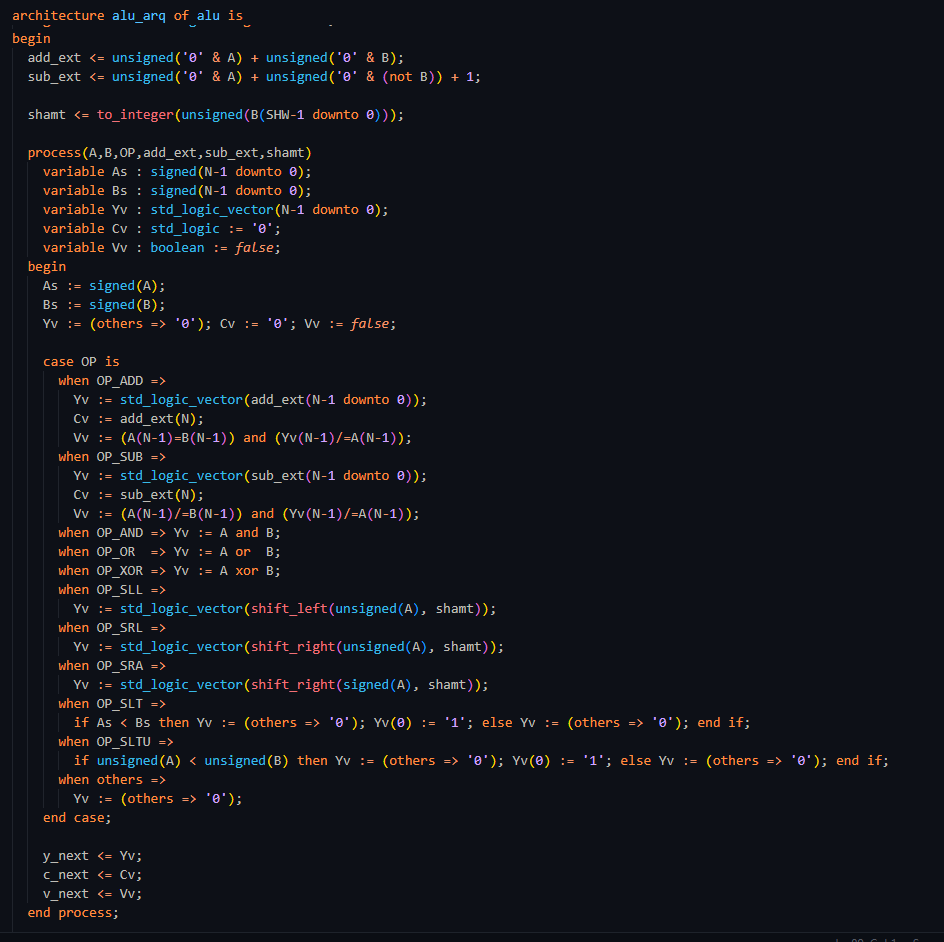 architecture alu_arq of alu is
begin
  add_ext <= unsigned('0' & A) + unsigned('0' & B);
  sub_ext <= unsigned('0' & A) + unsigned('0' & (not B)) + 1;

  shamt <= to_integer(unsigned(B(SHW-1 downto 0)));

  process(A,B,OP,add_ext,sub_ext,shamt)
    variable As : signed(N-1 downto 0);
    variable Bs : signed(N-1 downto 0);
    variable Yv : std_logic_vector(N-1 downto 0);
    variable Cv : std_logic := '0';
    variable Vv : boolean := false;
  begin
    As := signed(A);
    Bs := signed(B);
    Yv := (others => '0'); Cv := '0'; Vv := false;

    case OP is
      when OP_ADD =>
        Yv := std_logic_vector(add_ext(N-1 downto 0));
        Cv := add_ext(N);
        Vv := (A(N-1)=B(N-1)) and (Yv(N-1)/=A(N-1));
      when OP_SUB =>
        Yv := std_logic_vector(sub_ext(N-1 downto 0));
        Cv := sub_ext(N);
        Vv := (A(N-1)/=B(N-1)) and (Yv(N-1)/=A(N-1));
      when OP_AND => Yv := A and B;
      when OP_OR  => Yv := A or  B;
      when OP_XOR => Yv := A xor B;
      when OP_SLL =>
        Yv := std_logic_vector(shift_left(unsigned(A), shamt));
      when OP_SRL =>
        Yv := std_logic_vector(shift_right(unsigned(A), shamt));
      when OP_SRA =>
        Yv := std_logic_vector(shift_right(signed(A), shamt));
      when OP_SLT =>
        if As < Bs then Yv := (others => '0'); Yv(0) := '1'; else Yv := (others => '0'); end if;
      when OP_SLTU =>
        if unsigned(A) < unsigned(B) then Yv := (others => '0'); Yv(0) := '1'; else Yv := (others => '0'); end if;
      when others =>
        Yv := (others => '0');
    end case;

    y_next <= Yv;
    c_next <= Cv;
    v_next <= Vv;
  end process;